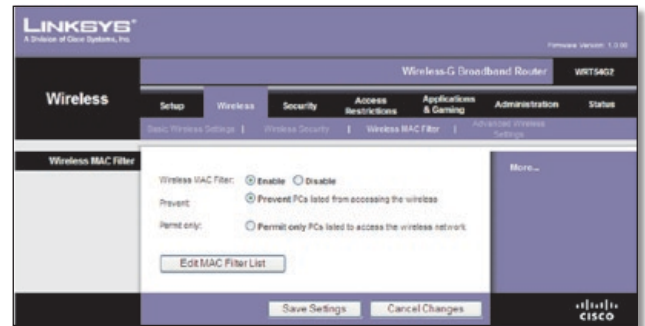 LINKSYS®
A Division of Cisco Systems, Inc.
Firmware Version: 1.0.00
Wireless-G Broadband Router WRT54G2
Wireless
Setup Wireless Security Access Restrictions Applications & Gaming Administration Status
Basic Wireless Settings | Wireless Security | Wireless MAC Filter | Advanced Wireless Settings
Wireless MAC Filter
More...
Wireless MAC Filter: Enable Disable
Prevent: Prevent PCs listed from accessing the wireless
Permit only: Permit only PCs listed to access the wireless network
Edit MAC Filter List
Save Settings Cancel Changes
CISCO